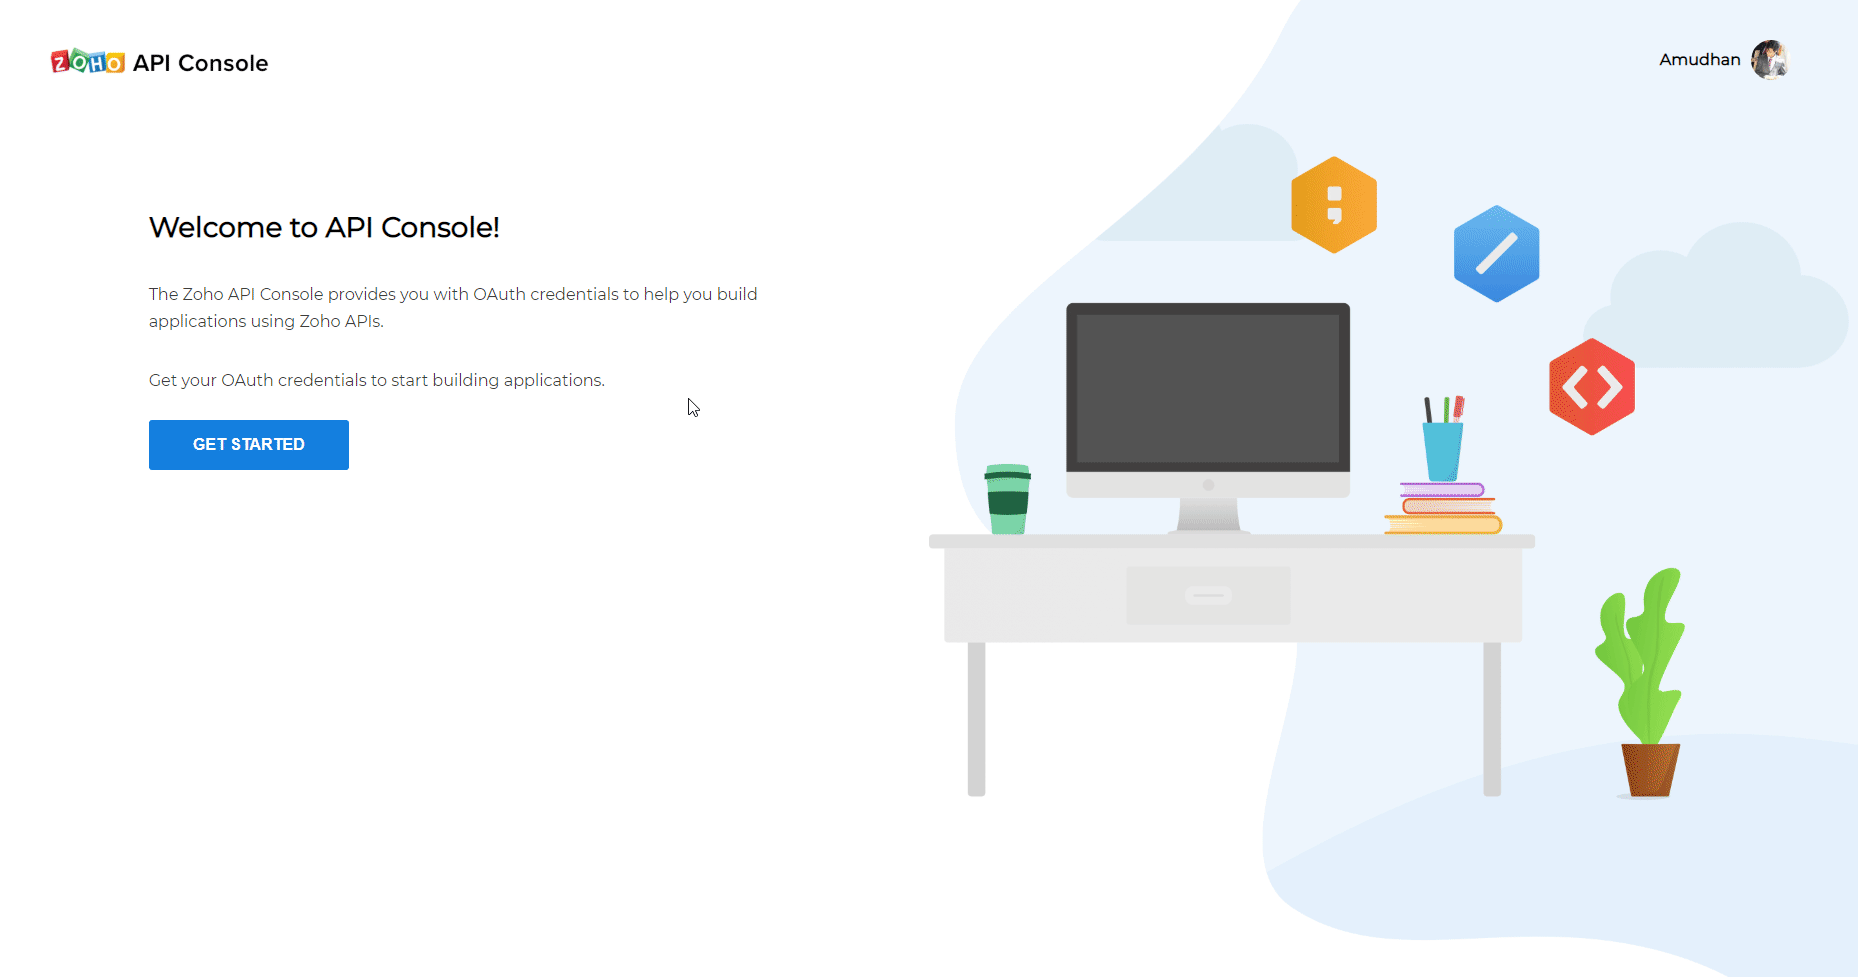 ZOHO API Console
Amudhan
Welcome to API Console!
The Zoho API Console provides you with OAuth credentials to help you build
applications using Zoho APIs.
Get your OAuth credentials to start building applications.
GET STARTED